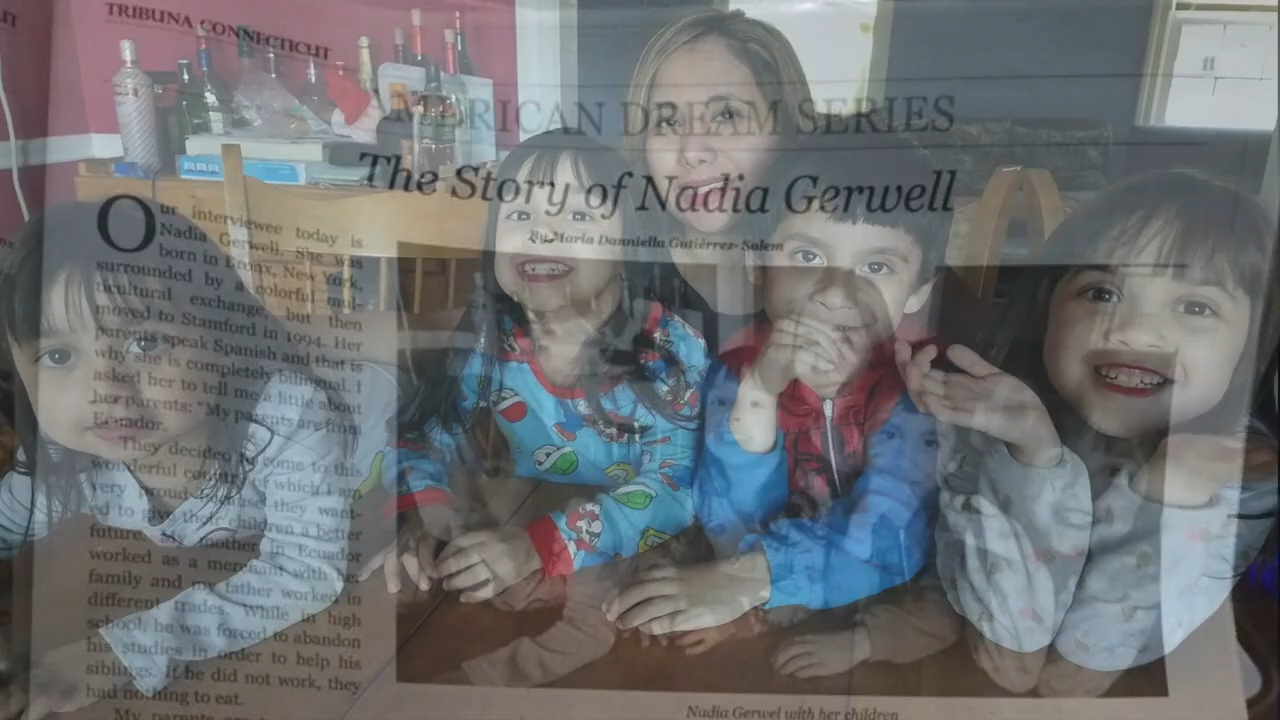 TRIBUNA CONNECTICUT
AMERICAN DREAM SERIES
The Story of Nadia Gerwell
By Maria Danniella Gutiérrez- Salem
Our interviewee today is
Nadia Gerwell. She was
born in Bronx, New York,
surrounded by a colorful mul-
ticultural exchange, but then
moved to Stamford in 1994. Her
parents speak Spanish and that is
why she is completely bilingual. I
asked her to tell me a little about
her parents: “My parents are from
Ecuador.
They decided to come to this
wonderful country of which I am
very proud because they want-
ed to give their children a better
future. My mother in Ecuador
worked as a merchant with her
family and my father worked in
different trades. While in high
school, he was forced to abandon
his studies in order to help his
siblings. If he did not work, they
had nothing to eat.
My parents
Nadia Gerwel with her children